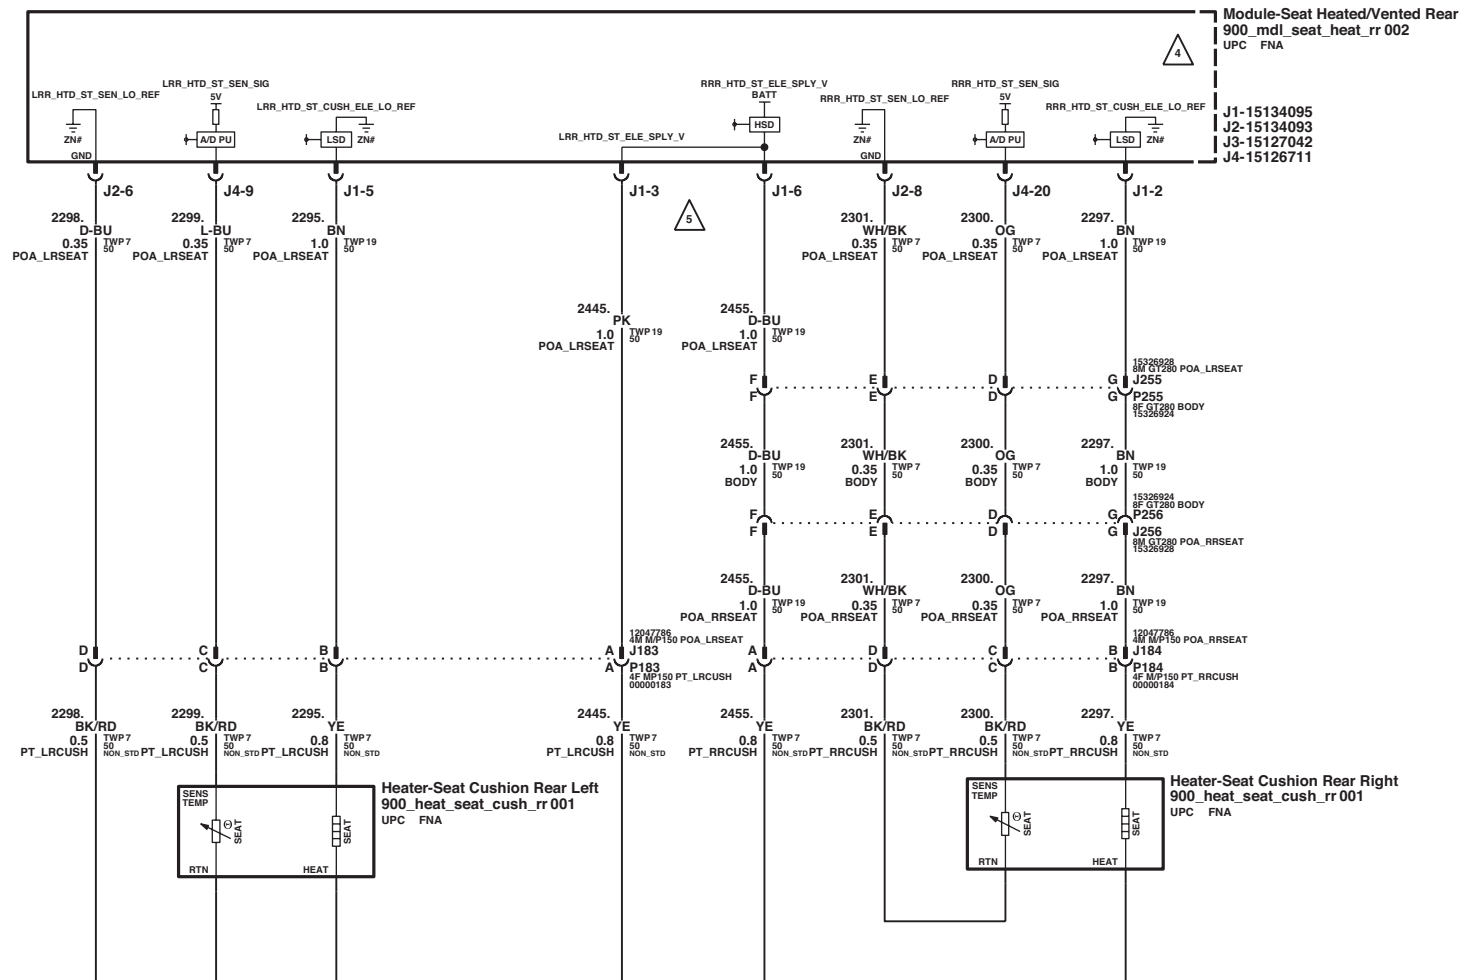 Module-Seat Heated/Vented Rear
900_mdl_seat_heat_rr 002
UPC FNA
4
J1-15134095
J2-15134093
J3-15127042
J4-15126711
LRR_HTD_ST_SEN_LO_REF
ZN#
GND
LRR_HTD_ST_SEN_SIG
5V
A/D PU
LRR_HTD_ST_CUSH_ELE_LO_REF
LSD
ZN#
LRR_HTD_ST_ELE_SPLY_V
RRR_HTD_ST_ELE_SPLY_V
BATT
HSD
RRR_HTD_ST_SEN_LO_REF
ZN#
GND
RRR_HTD_ST_SEN_SIG
5V
A/D PU
RRR_HTD_ST_CUSH_ELE_LO_REF
LSD
ZN#
J2-6
J4-9
J1-5
J1-3
J1-6
J2-8
J4-20
J1-2
5
2298.
D-BU
0.35 TWP 7
50
POA_LRSEAT
2299.
L-BU
0.35 TWP 7
50
POA_LRSEAT
2295.
BN
1.0 TWP 19
50
POA_LRSEAT
2301.
WH/BK
0.35 TWP 7
50
POA_LRSEAT
2300.
OG
0.35 TWP 7
50
POA_LRSEAT
2297.
BN
1.0 TWP 19
50
POA_LRSEAT
2445.
PK
1.0 TWP 19
50
POA_LRSEAT
2455.
D-BU
1.0 TWP 19
50
POA_LRSEAT
15326928
8M GT280 POA_LRSEAT
F E D G J255
F E D G P255
8F GT280 BODY
15326924
2455.
D-BU
1.0 TWP 19
50
BODY
2301.
WH/BK
0.35 TWP 7
50
BODY
2300.
OG
0.35 TWP 7
50
BODY
2297.
BN
1.0 TWP 19
50
BODY
15326924
8F GT280 BODY
F E D G P256
F E D G J256
8M GT280 POA_RRSEAT
15326928
2455.
D-BU
1.0 TWP 19
50
POA_RRSEAT
2301.
WH/BK
0.35 TWP 7
50
POA_RRSEAT
2300.
OG
0.35 TWP 7
50
POA_RRSEAT
2297.
BN
1.0 TWP 19
50
POA_RRSEAT
12047786
4M M/P150 POA_LRSEAT
D C B A J183
D C B A P183
4F MP150 PT_LRCUSH
00000183
12047786
4M M/P150 POA_RRSEAT
A D C B J184
A D C B P184
4F M/P150 PT_RRCUSH
00000184
2298.
BK/RD
0.5 TWP 7
50
PT_LRCUSH NON_STD
2299.
BK/RD
0.5 TWP 7
50
PT_LRCUSH NON_STD
2295.
YE
0.8 TWP 7
50
PT_LRCUSH NON_STD
2445.
YE
0.8 TWP 7
50
PT_LRCUSH NON_STD
2455.
YE
0.8 TWP 7
50
PT_RRCUSH NON_STD
2301.
BK/RD
0.5 TWP 7
50
PT_RRCUSH NON_STD
2300.
BK/RD
0.5 TWP 7
50
PT_RRCUSH NON_STD
2297.
YE
0.8 TWP 7
50
PT_RRCUSH NON_STD
SENS
TEMP
Θ
SEAT
SEAT
RTN
HEAT
Heater-Seat Cushion Rear Left
900_heat_seat_cush_rr 001
UPC FNA
SENS
TEMP
Θ
SEAT
SEAT
RTN
HEAT
Heater-Seat Cushion Rear Right
900_heat_seat_cush_rr 001
UPC FNA